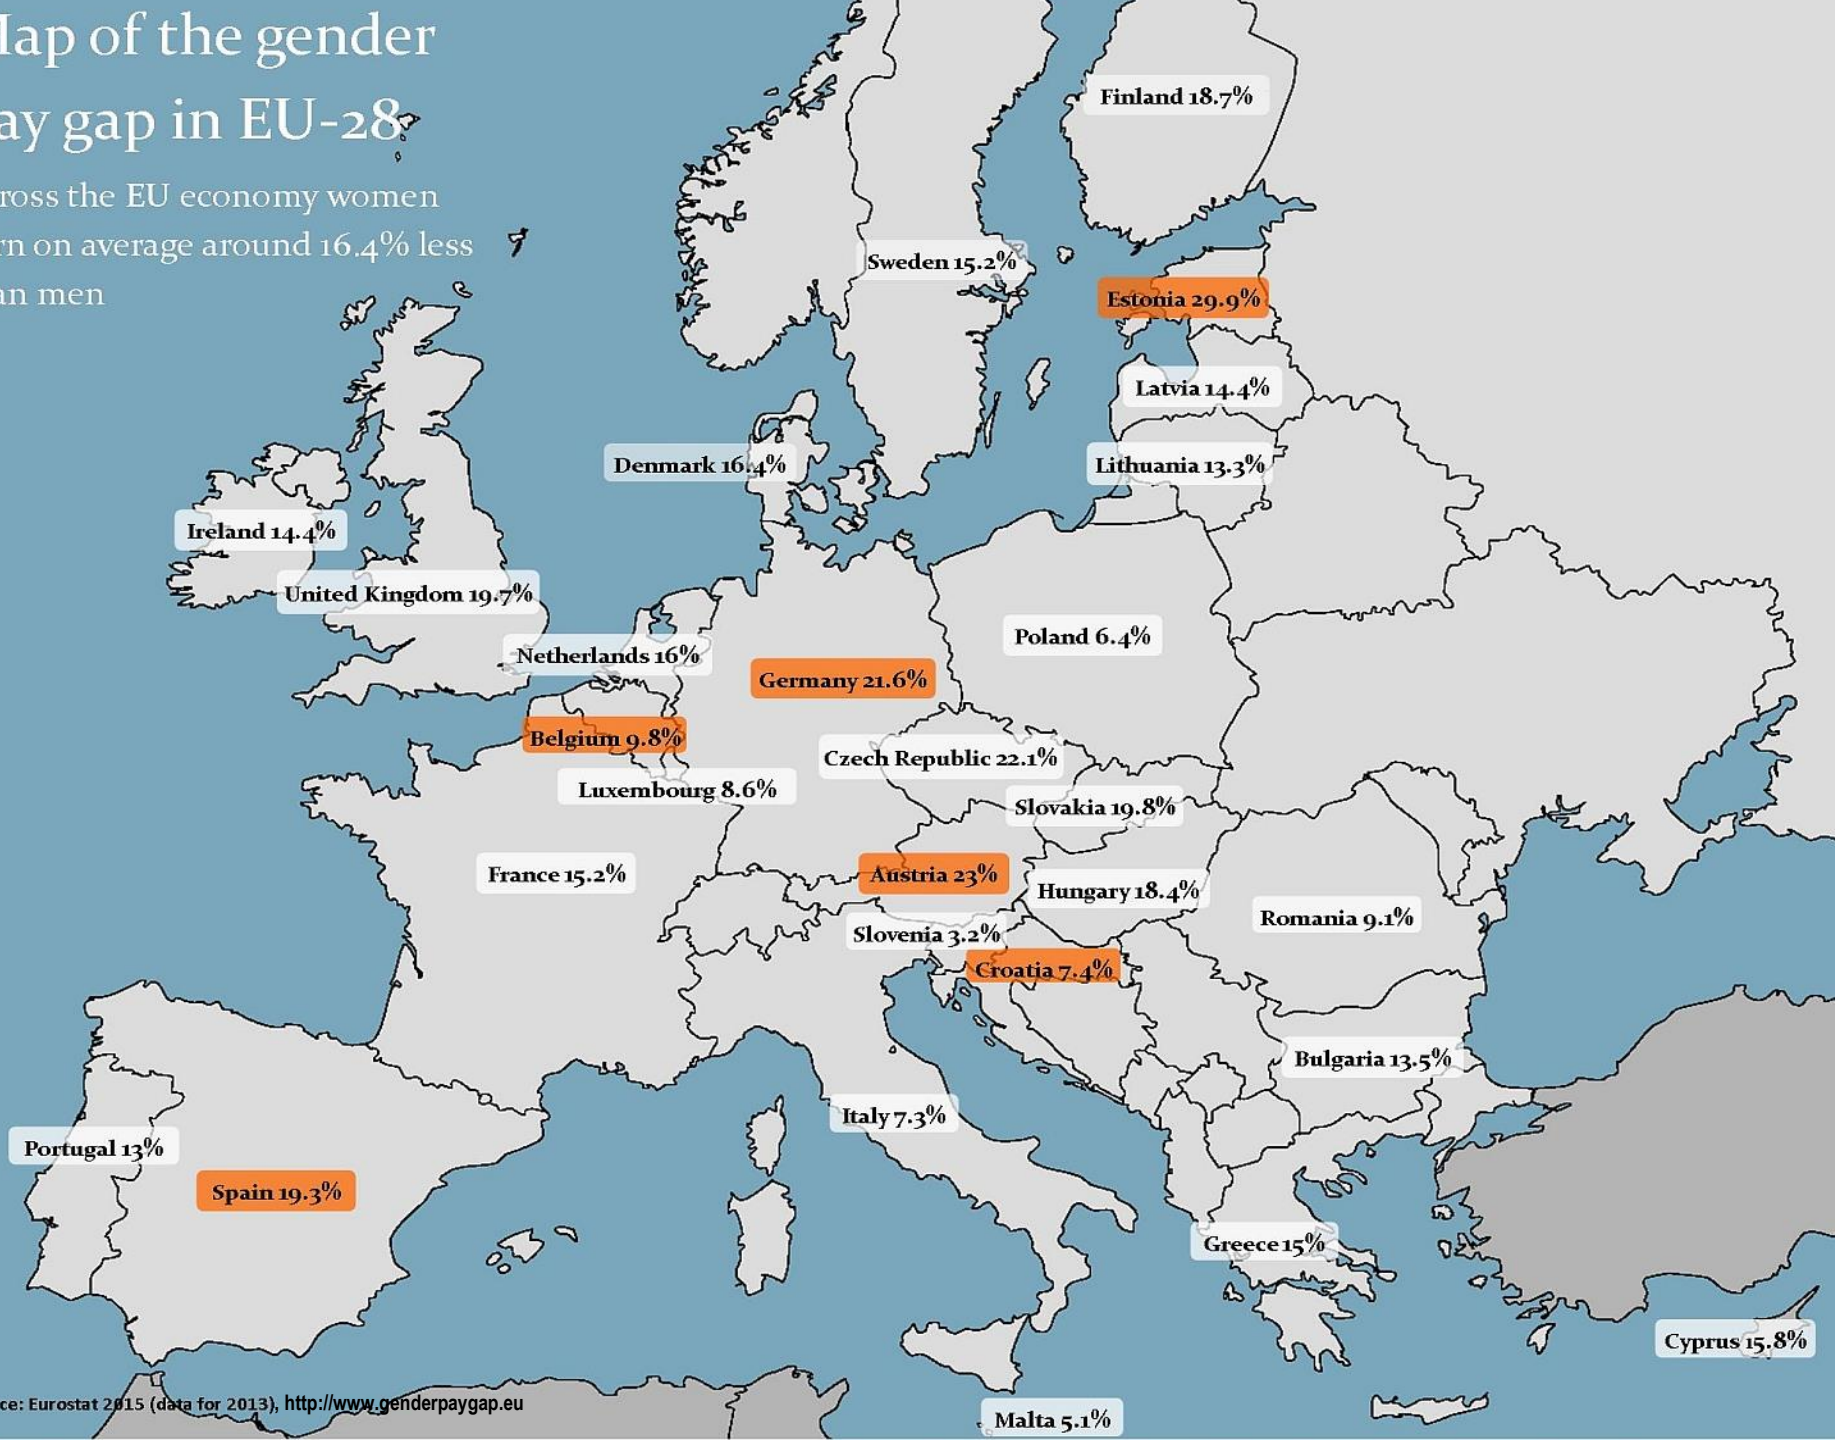 Map of the gender
ay gap in EU-28
ross the EU economy women
rn on average around 16.4% less
an men
Finland 18.7%
Sweden 15.2%
Estonia 29.9%
Latvia 14.4%
Denmark 16.4%
Lithuania 13.3%
Ireland 14.4%
United Kingdom 19.7%
Netherlands 16%
Poland 6.4%
Germany 21.6%
Belgium 9.8%
Czech Republic 22.1%
Luxembourg 8.6%
Slovakia 19.8%
France 15.2%
Austria 23%
Hungary 18.4%
Romania 9.1%
Slovenia 3.2%
Croatia 7.4%
Bulgaria 13.5%
Italy 7.3%
Portugal 13%
Spain 19.3%
Greece 15%
Cyprus 15.8%
ce: Eurostat 2015 (data for 2013), http://www.genderpaygap.eu
Malta 5.1%